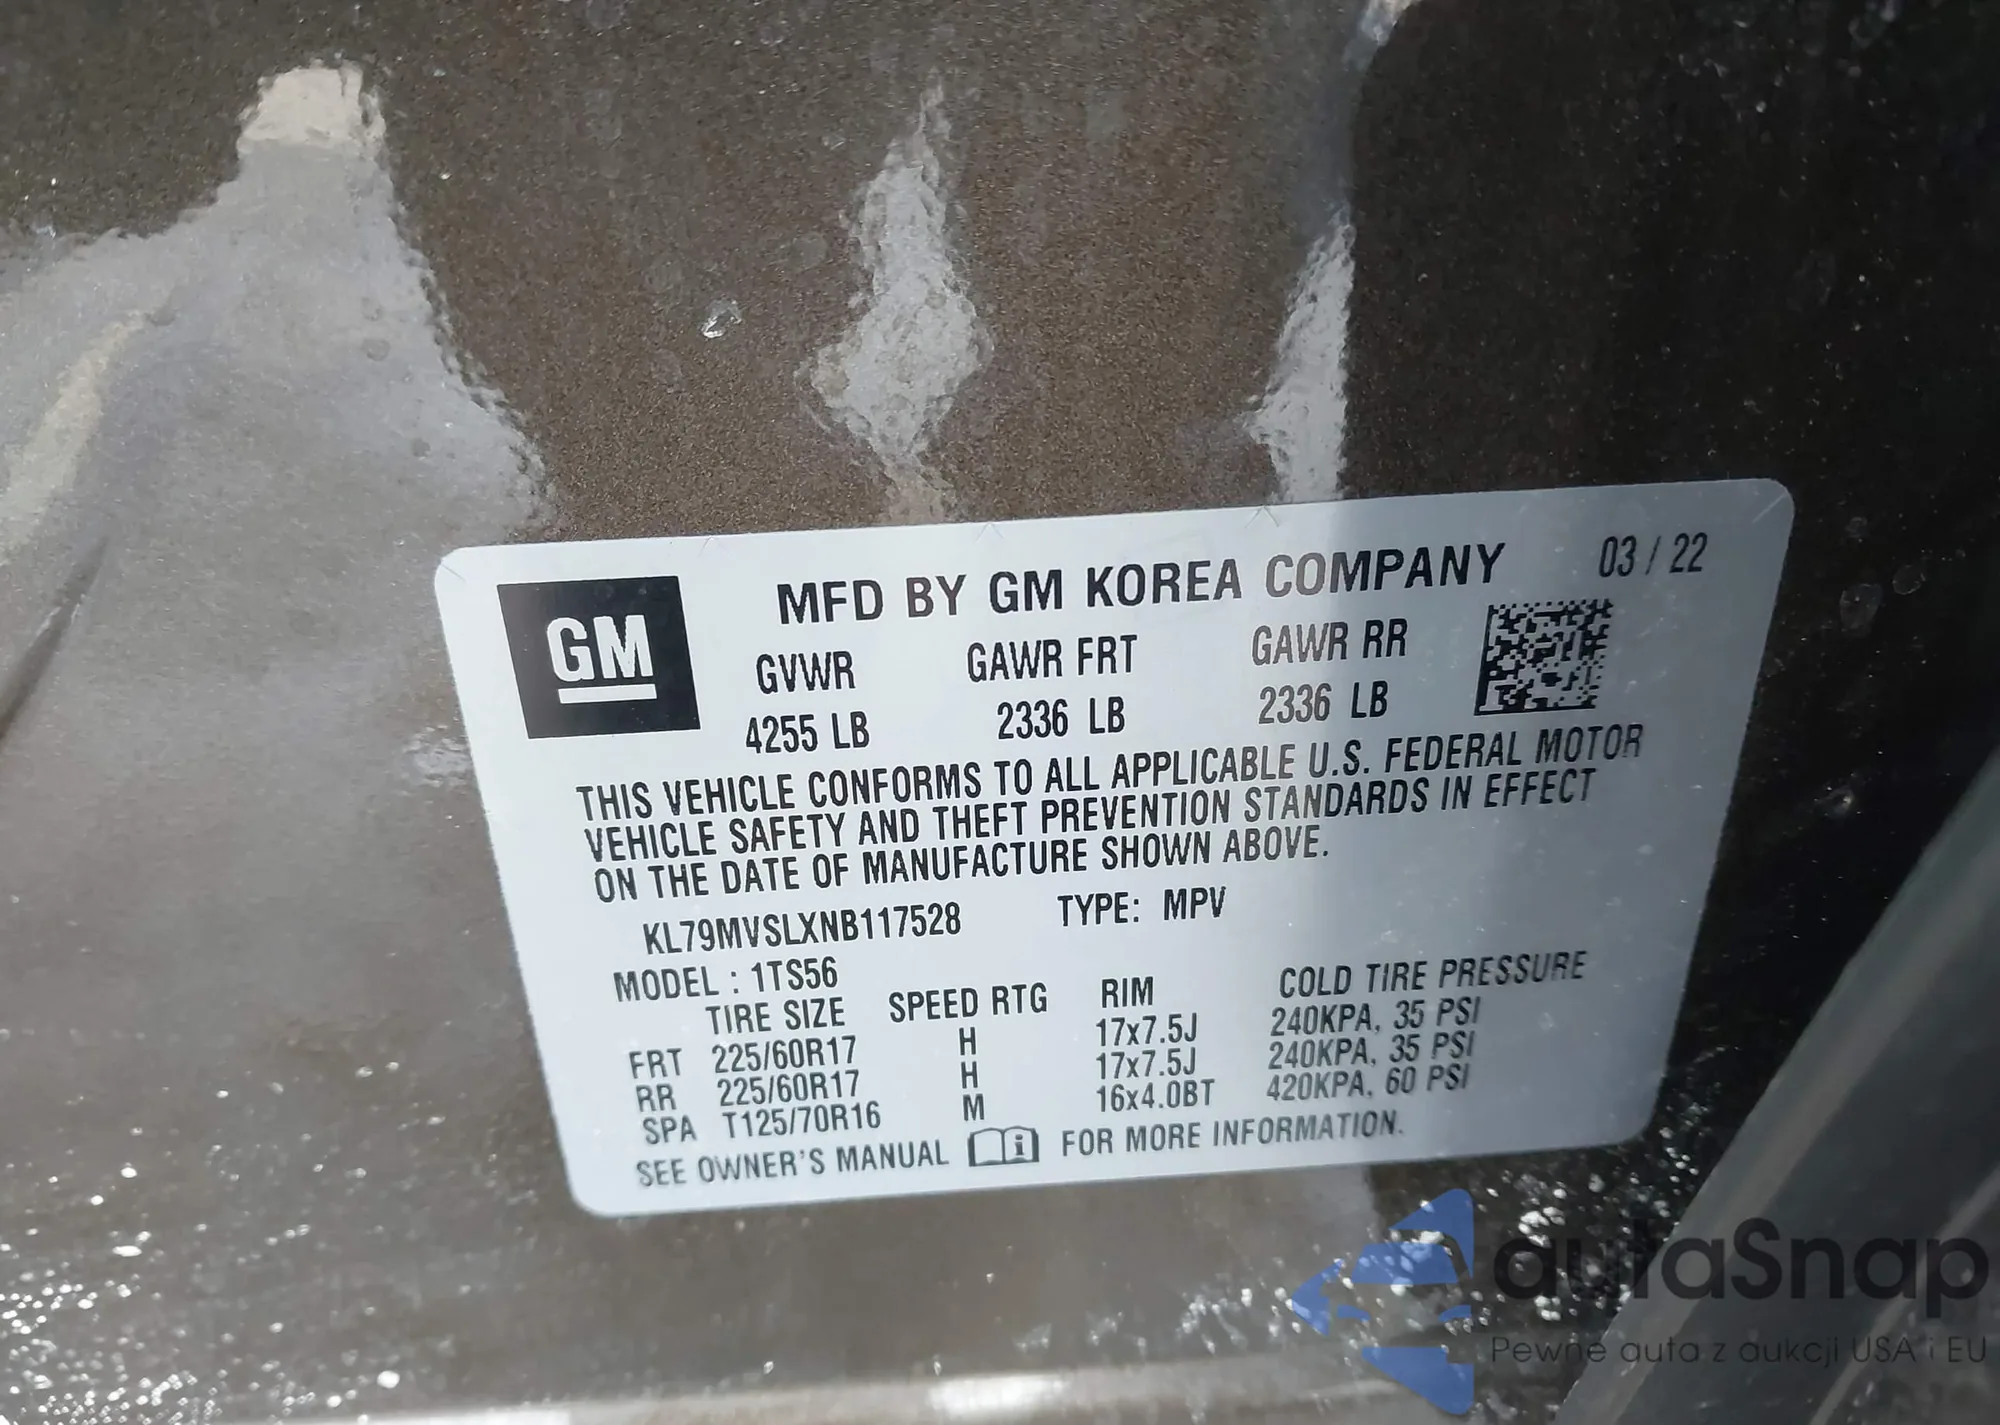 MFD BY GM KOREA COMPANY 03 / 22
GM
GVWR GAWR FRT GAWR RR
4255 LB 2336 LB 2336 LB
THIS VEHICLE CONFORMS TO ALL APPLICABLE U.S. FEDERAL MOTOR
VEHICLE SAFETY AND THEFT PREVENTION STANDARDS IN EFFECT
ON THE DATE OF MANUFACTURE SHOWN ABOVE.
KL79MVSLXNB117528 TYPE: MPV
MODEL : 1TS56
TIRE SIZE SPEED RTG RIM COLD TIRE PRESSURE
FRT 225/60R17 H 17x7.5J 240KPA, 35 PSI
RR 225/60R17 H 17x7.5J 240KPA, 35 PSI
SPA T125/70R16 M 16x4.0BT 420KPA, 60 PSI
SEE OWNER'S MANUAL i FOR MORE INFORMATION.
autaSnap
Pewne auta z aukcji USA i EU